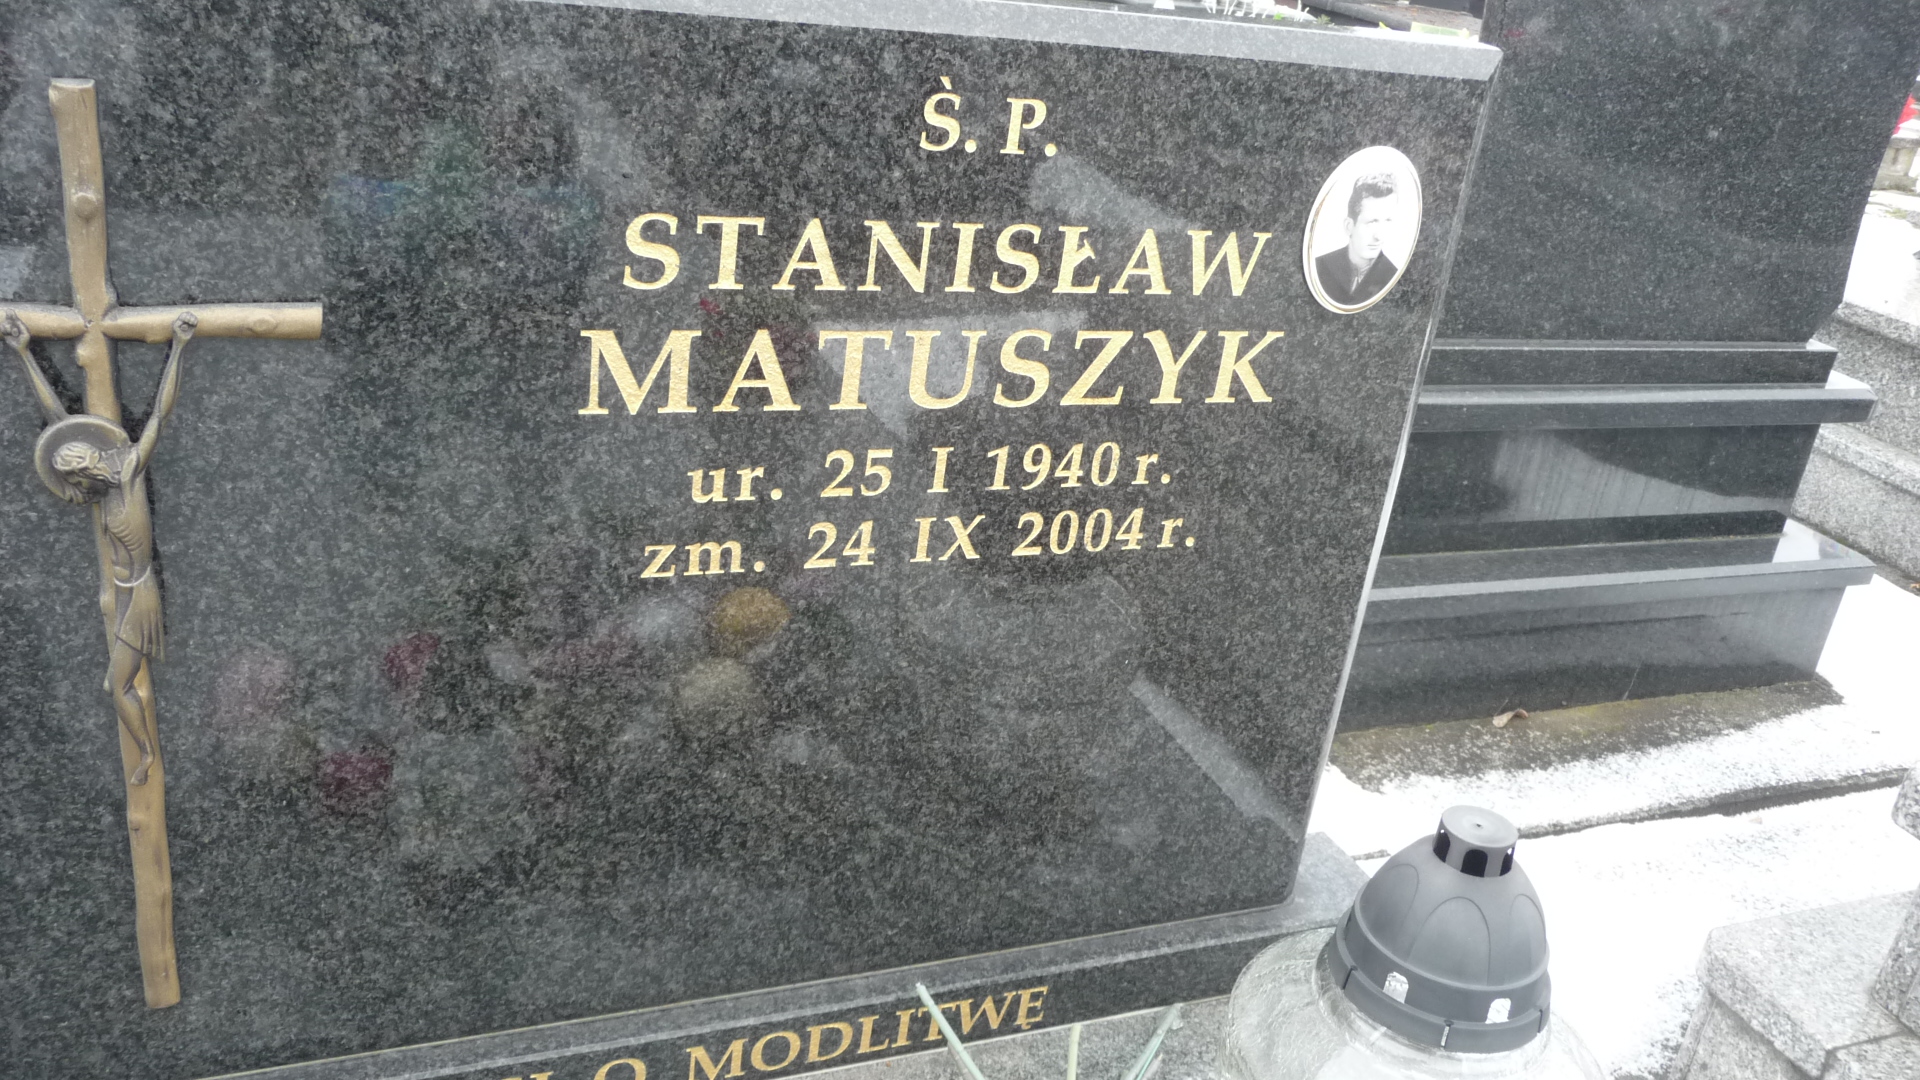 Ś. P.
STANISŁAW
MATUSZYK
ur. 25 I 1940 r.
zm. 24 IX 2004 r.
O MODLITWĘ